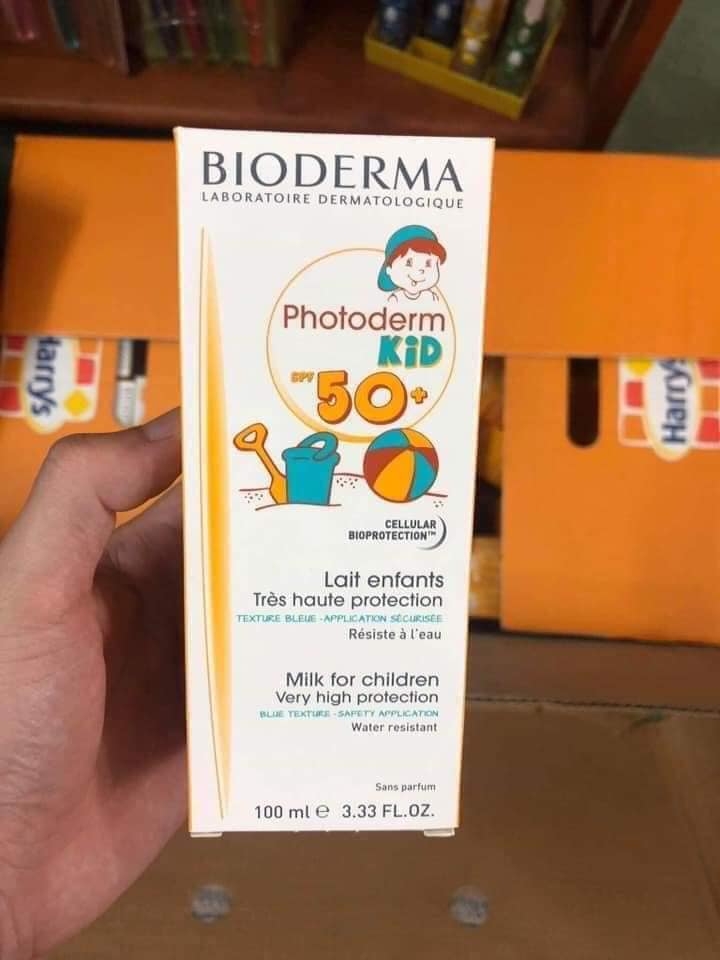 BIODERMA
LABORATOIRE DERMATOLOGIQUE
Photoderm
KiD
SPF 50+
CELLULAR
BIOPROTECTION™
Lait enfants
Très haute protection
TEXTURE BLEUE - APPLICATION SÉCURISÉE
Résiste à l'eau
Milk for children
Very high protection
BLUE TEXTURE - SAFETY APPLICATION
Water resistant
Sans parfum
100 ml e 3.33 FL.OZ.
Harrys
Harry